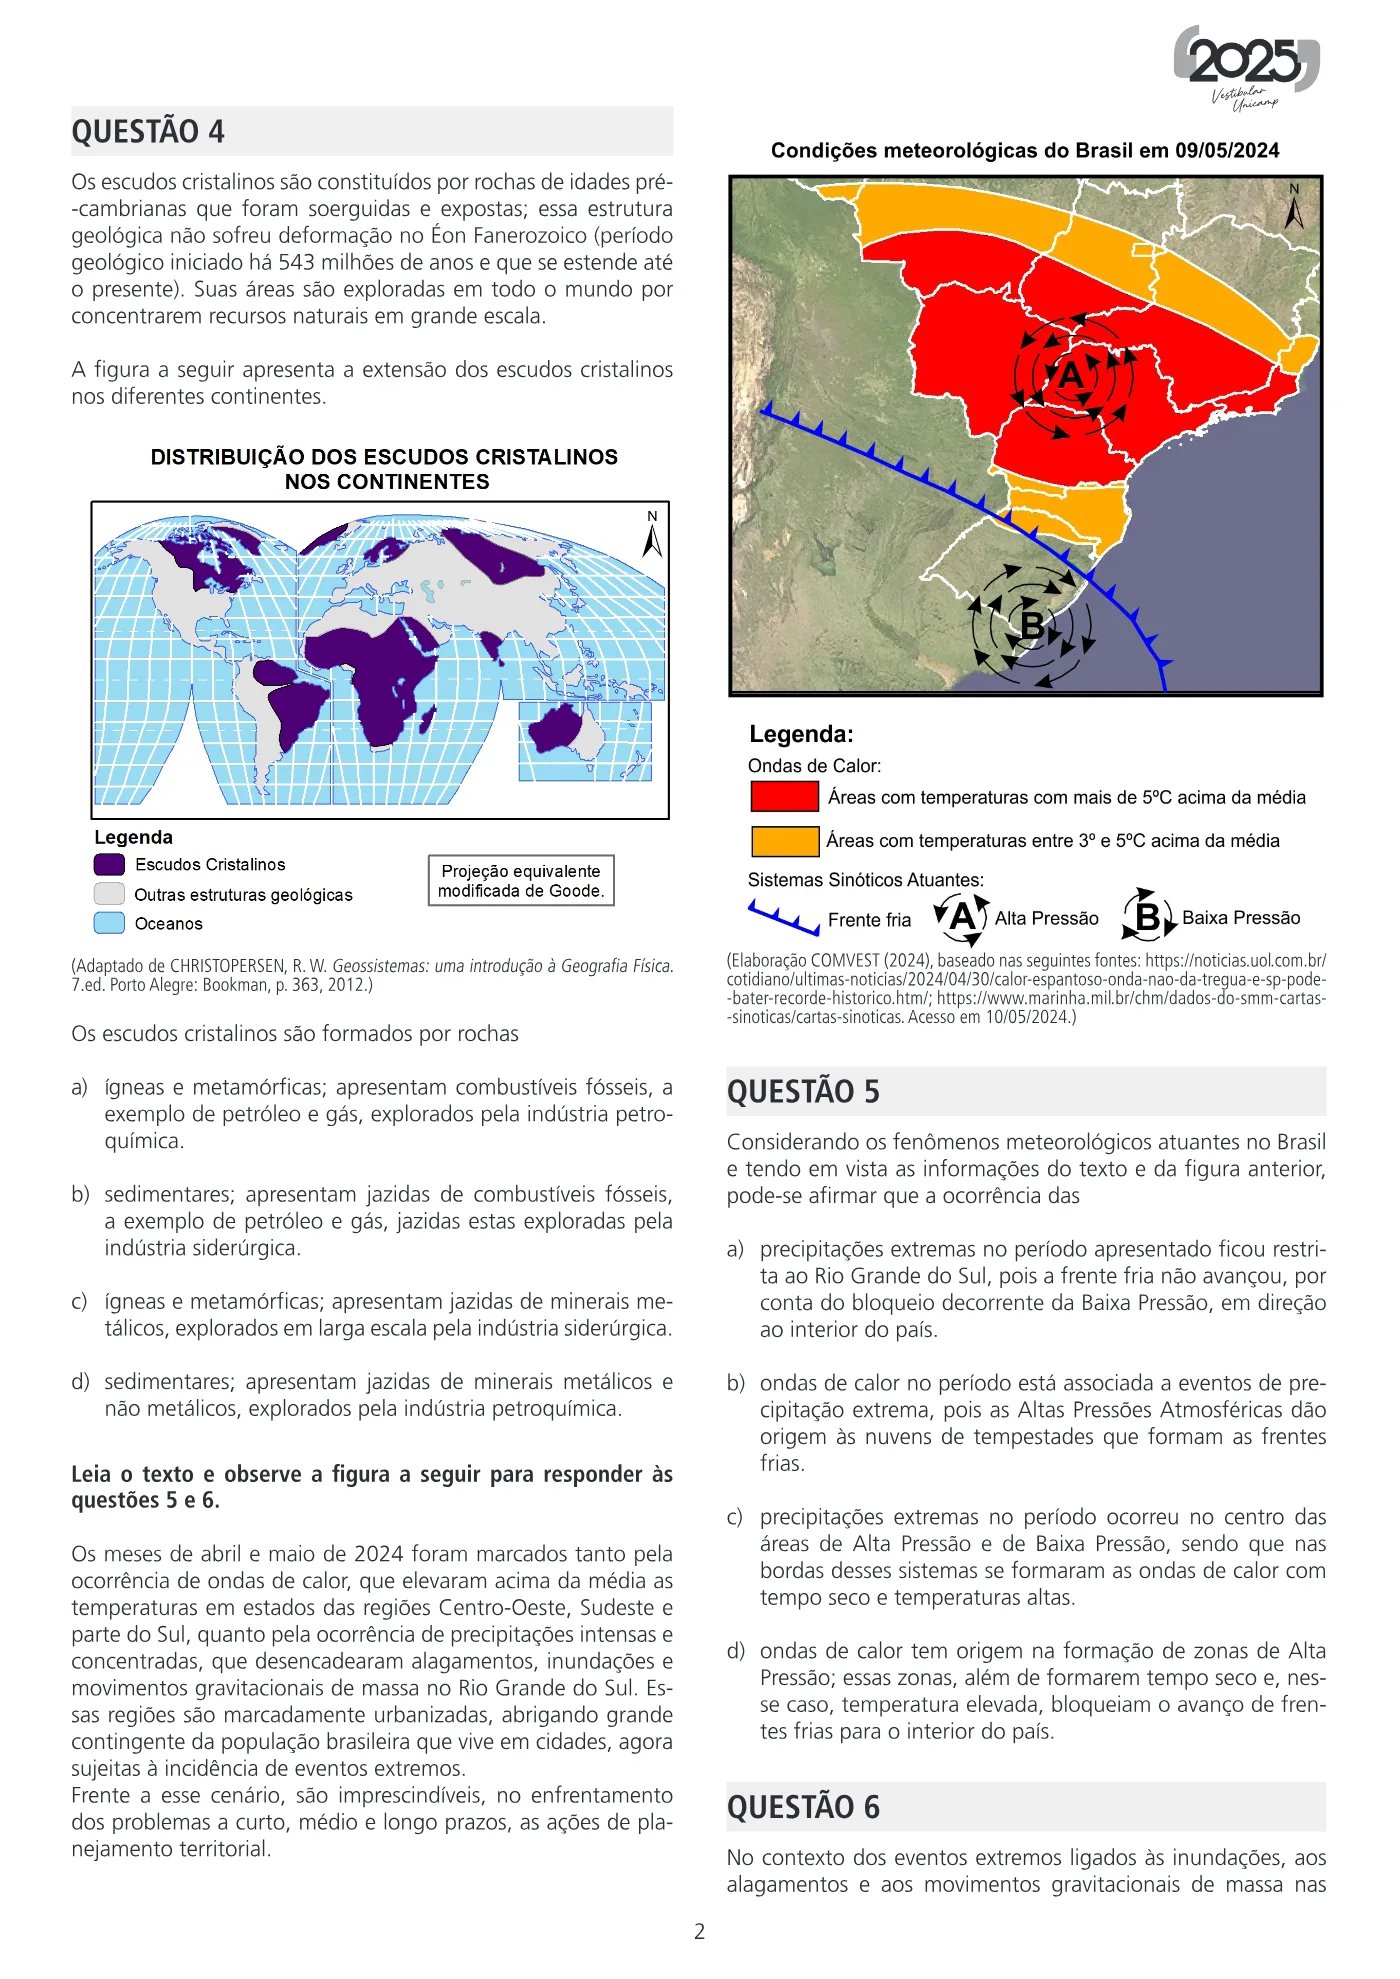 2025
Vestibular
Unicamp
QUESTÃO 4
Os escudos cristalinos são constituídos por rochas de idades pré-
-cambrianas que foram soerguidas e expostas; essa estrutura
geológica não sofreu deformação no Éon Fanerozoico (período
geológico iniciado há 543 milhões de anos e que se estende até
o presente). Suas áreas são exploradas em todo o mundo por
concentrarem recursos naturais em grande escala.
A figura a seguir apresenta a extensão dos escudos cristalinos
nos diferentes continentes.
DISTRIBUIÇÃO DOS ESCUDOS CRISTALINOS
NOS CONTINENTES
N
Legenda
Escudos Cristalinos
Outras estruturas geológicas
Oceanos
Projeção equivalente
modificada de Goode.
(Adaptado de CHRISTOPERSEN, R. W. Geossistemas: uma introdução à Geografia Física.
7.ed. Porto Alegre: Bookman, p. 363, 2012.)
Os escudos cristalinos são formados por rochas
a) ígneas e metamórficas; apresentam combustíveis fósseis, a
exemplo de petróleo e gás, explorados pela indústria petro-
química.
b) sedimentares; apresentam jazidas de combustíveis fósseis,
a exemplo de petróleo e gás, jazidas estas exploradas pela
indústria siderúrgica.
c) ígneas e metamórficas; apresentam jazidas de minerais me-
tálicos, explorados em larga escala pela indústria siderúrgica.
d) sedimentares; apresentam jazidas de minerais metálicos e
não metálicos, explorados pela indústria petroquímica.
Leia o texto e observe a figura a seguir para responder às
questões 5 e 6.
Os meses de abril e maio de 2024 foram marcados tanto pela
ocorrência de ondas de calor, que elevaram acima da média as
temperaturas em estados das regiões Centro-Oeste, Sudeste e
parte do Sul, quanto pela ocorrência de precipitações intensas e
concentradas, que desencadearam alagamentos, inundações e
movimentos gravitacionais de massa no Rio Grande do Sul. Es-
sas regiões são marcadamente urbanizadas, abrigando grande
contingente da população brasileira que vive em cidades, agora
sujeitas à incidência de eventos extremos.
Frente a esse cenário, são imprescindíveis, no enfrentamento
dos problemas a curto, médio e longo prazos, as ações de pla-
nejamento territorial.
Condições meteorológicas do Brasil em 09/05/2024
N
A
B
Legenda:
Ondas de Calor:
Áreas com temperaturas com mais de 5ºC acima da média
Áreas com temperaturas entre 3º e 5ºC acima da média
Sistemas Sinóticos Atuantes:
Frente fria A Alta Pressão B Baixa Pressão
(Elaboração COMVEST (2024), baseado nas seguintes fontes: https://noticias.uol.com.br/
cotidiano/ultimas-noticias/2024/04/30/calor-espantoso-onda-nao-da-tregua-e-sp-pode-
-bater-recorde-historico.htm/; https://www.marinha.mil.br/chm/dados-do-smm-cartas-
-sinoticas/cartas-sinoticas. Acesso em 10/05/2024.)
QUESTÃO 5
Considerando os fenômenos meteorológicos atuantes no Brasil
e tendo em vista as informações do texto e da figura anterior,
pode-se afirmar que a ocorrência das
a) precipitações extremas no período apresentado ficou restri-
ta ao Rio Grande do Sul, pois a frente fria não avançou, por
conta do bloqueio decorrente da Baixa Pressão, em direção
ao interior do país.
b) ondas de calor no período está associada a eventos de pre-
cipitação extrema, pois as Altas Pressões Atmosféricas dão
origem às nuvens de tempestades que formam as frentes
frias.
c) precipitações extremas no período ocorreu no centro das
áreas de Alta Pressão e de Baixa Pressão, sendo que nas
bordas desses sistemas se formaram as ondas de calor com
tempo seco e temperaturas altas.
d) ondas de calor tem origem na formação de zonas de Alta
Pressão; essas zonas, além de formarem tempo seco e, nes-
se caso, temperatura elevada, bloqueiam o avanço de fren-
tes frias para o interior do país.
QUESTÃO 6
No contexto dos eventos extremos ligados às inundações, aos
alagamentos e aos movimentos gravitacionais de massa nas
2